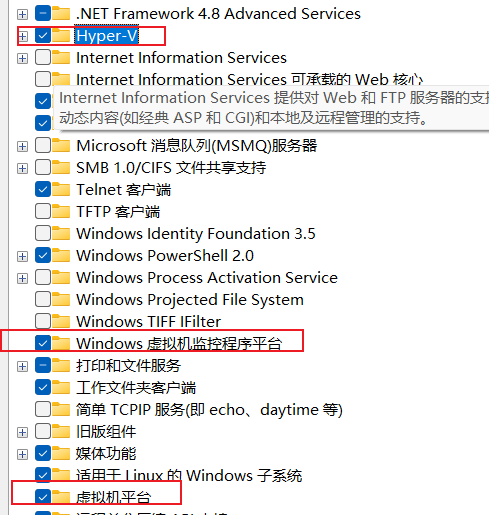 .NET Framework 4.8 Advanced Services
Hyper-V
Internet Information Services
Internet Information Services 可承载的 Web 核心
Internet Information Services 提供对 Web 和 FTP 服务器的支
动态内容(如经典 ASP 和 CGI)和本地及远程管理的支持。
Microsoft 消息队列(MSMQ)服务器
SMB 1.0/CIFS 文件共享支持
Telnet 客户端
TFTP 客户端
Windows Identity Foundation 3.5
Windows PowerShell 2.0
Windows Process Activation Service
Windows Projected File System
Windows TIFF IFilter
Windows 虚拟机监控程序平台
打印和文件服务
工作文件夹客户端
简单 TCPIP 服务(即 echo、daytime 等)
旧版组件
媒体功能
适用于 Linux 的 Windows 子系统
虚拟机平台